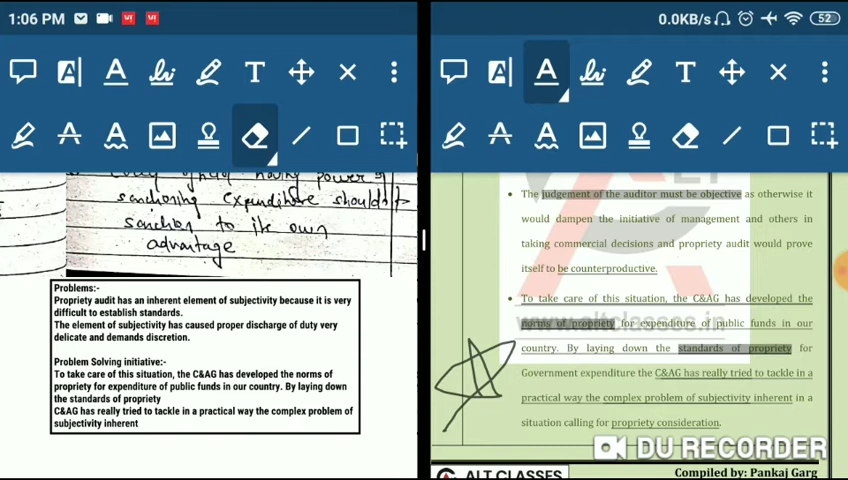 1:06 PM
0.0KB/s
52
having power of
sanchoning Expenditure should
sanchon to its own
advantage
Problems:-
Propriety audit has an inherent element of subjectivity because it is very
difficult to establish standards.
The element of subjectivity has caused proper discharge of duty very
delicate and demands discretion.
Problem Solving initiative:-
To take care of this situation, the C&AG has developed the norms of
propriety for expenditure of public funds in our country. By laying down
the standards of propriety
C&AG has really tried to tackle in a practical way the complex problem of
subjectivity inherent
• The judgement of the auditor must be objective as otherwise it
would dampen the initiative of management and others in
taking commercial decisions and propriety audit would prove
itself to be counterproductive.
• To take care of this situation, the C&AG has developed the
norms of propriety for expenditure of public funds in our
www.altclasses.in
country. By laying down the standards of propriety for
Government expenditure the C&AG has really tried to tackle in a
practical way the complex problem of subjectivity inherent in a
situation calling for propriety consideration.
DU RECORDER
ALT CLASSES
Compiled by: Pankaj Garg